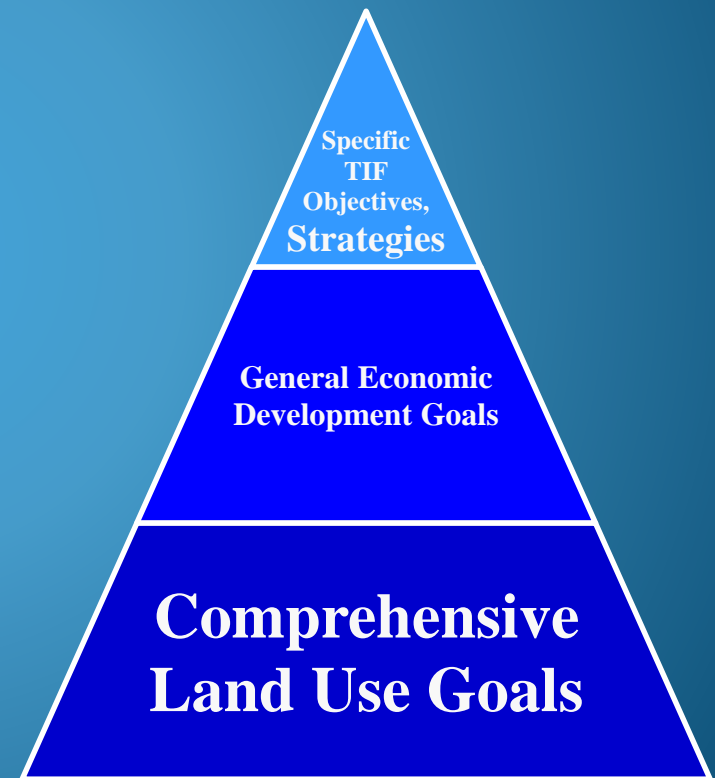 Specific
TIF
Objectives,
Strategies
General Economic
Development Goals
Comprehensive
Land Use Goals